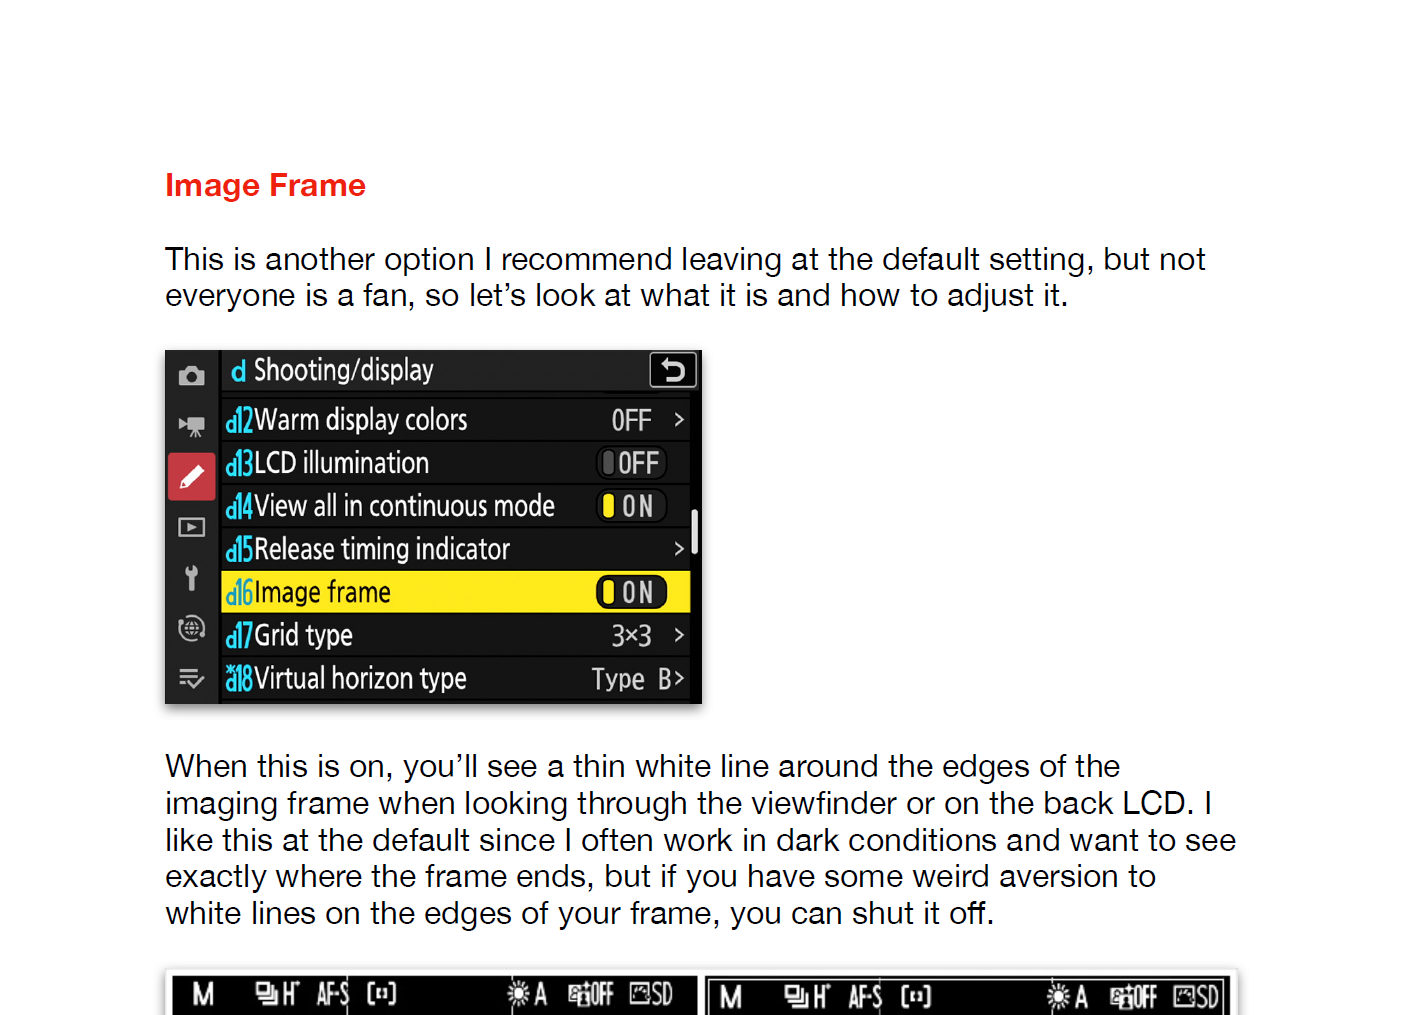 Image Frame
This is another option I recommend leaving at the default setting, but not
everyone is a fan, so let’s look at what it is and how to adjust it.
d Shooting/display
d12 Warm display colors OFF >
d13 LCD illumination OFF
d14 View all in continuous mode ON
d15 Release timing indicator >
d16 Image frame ON
d17 Grid type 3×3 >
*d18 Virtual horizon type Type B >
When this is on, you’ll see a thin white line around the edges of the
imaging frame when looking through the viewfinder or on the back LCD. I
like this at the default since I often work in dark conditions and want to see
exactly where the frame ends, but if you have some weird aversion to
white lines on the edges of your frame, you can shut it off.
M H+ AF-S [ ] A OFF SD M H+ AF-S [ ] A OFF SD